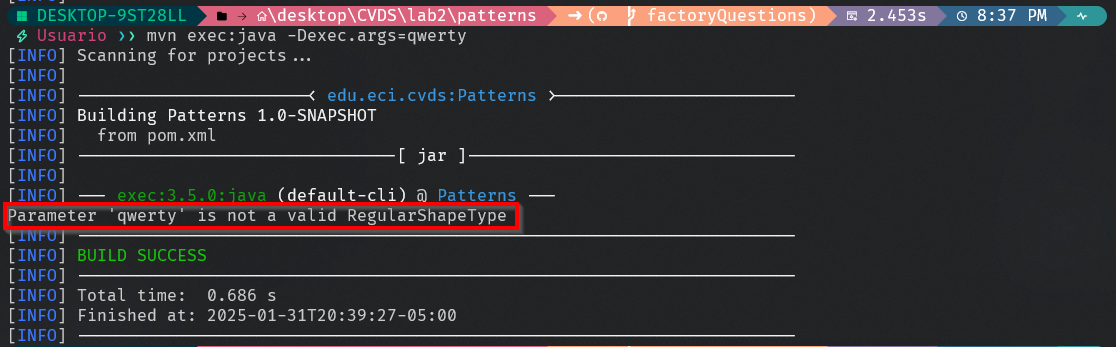 DESKTOP-9ST28LL → ~\desktop\CVDS\lab2\patterns →( factoryQuestions) 2.453s 8:37 PM
Usuario ❯❯ mvn exec:java -Dexec.args=qwerty
[INFO] Scanning for projects...
[INFO]
[INFO] -----------------------< edu.eci.cvds:Patterns >------------------------
[INFO] Building Patterns 1.0-SNAPSHOT
[INFO]   from pom.xml
[INFO] --------------------------------[ jar ]---------------------------------
[INFO]
[INFO] --- exec:3.5.0:java (default-cli) @ Patterns ---
Parameter 'qwerty' is not a valid RegularShapeType
[INFO] ------------------------------------------------------------------------
[INFO] BUILD SUCCESS
[INFO] ------------------------------------------------------------------------
[INFO] Total time:  0.686 s
[INFO] Finished at: 2025-01-31T20:39:27-05:00
[INFO] ------------------------------------------------------------------------